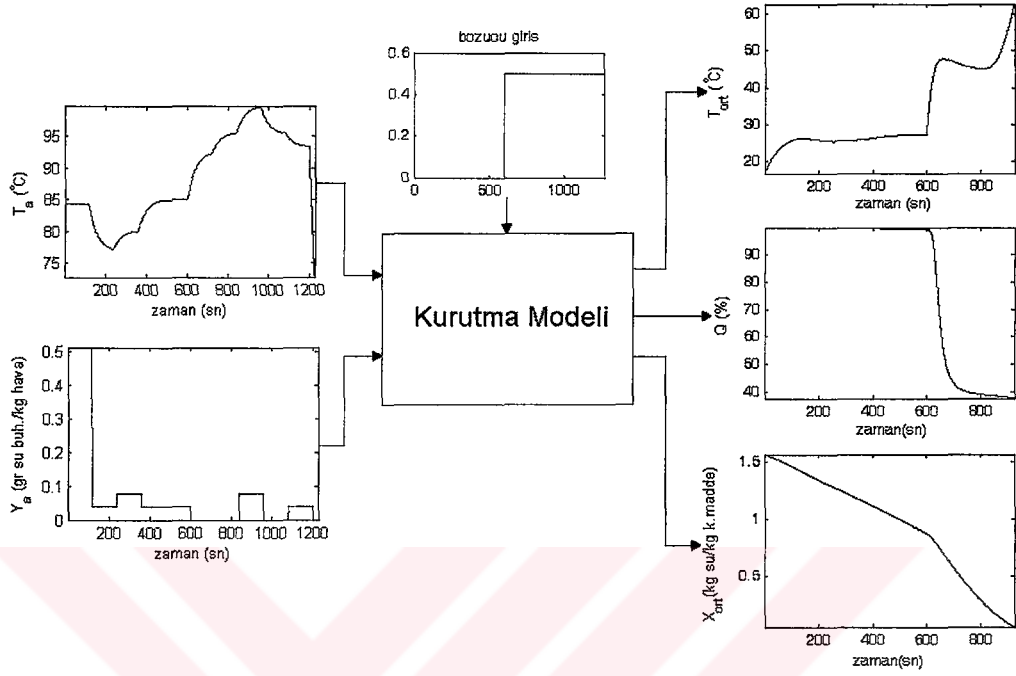 bozuou giris
0.6
0.4
0.2
0
0 500 1000
T_a (°C)
95
90
85
80
75
200 400 600 800 1000 1200
zaman (sn)
Y_a (gr su buh./kg hava)
0.5
0.4
0.3
0.2
0.1
0
200 400 600 800 1000 1200
zaman (sn)
Kurutma Modeli
T_ort (°C)
60
50
40
30
20
200 400 600 800
zaman (sn)
Q (%)
90
80
70
60
50
40
200 400 600 800
zaman(sn)
X_ort(kg su/kg k.madde)
1.5
1
0.5
200 400 600 800
zaman(sn)